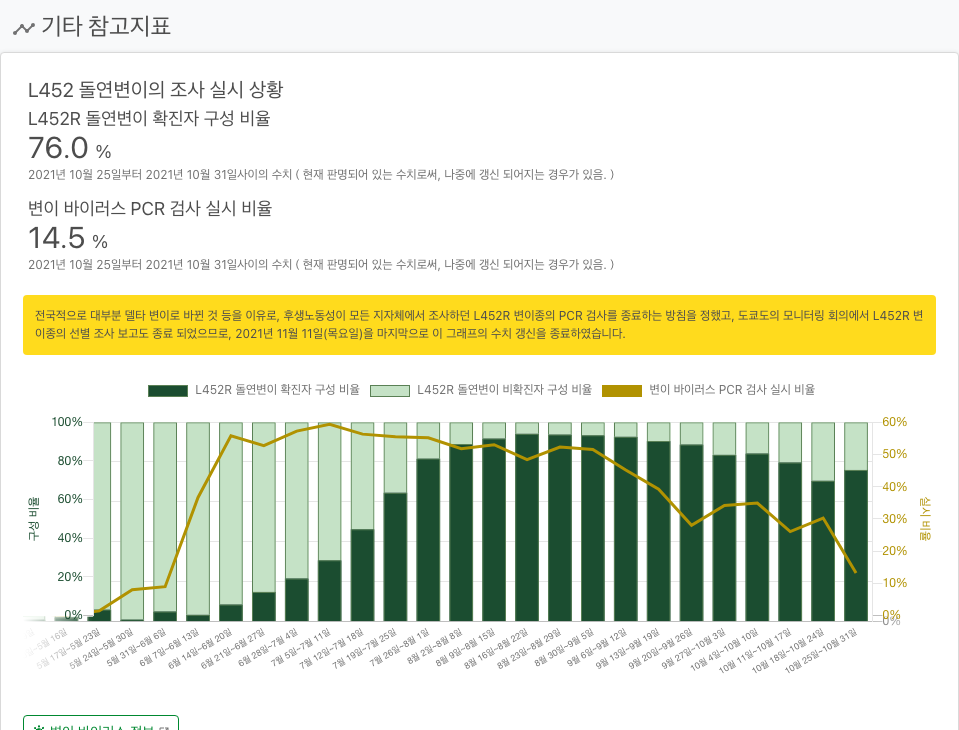 기타 참고지표
L452 돌연변이의 조사 실시 상황
L452R 돌연변이 확진자 구성 비율
76.0 %
2021년 10월 25일부터 2021년 10월 31일사이의 수치 ( 현재 판명되어 있는 수치로써, 나중에 갱신 되어지는 경우가 있음. )
변이 바이러스 PCR 검사 실시 비율
14.5 %
2021년 10월 25일부터 2021년 10월 31일사이의 수치 ( 현재 판명되어 있는 수치로써, 나중에 갱신 되어지는 경우가 있음. )
전국적으로 대부분 델타 변이로 바뀐 것 등을 이유로, 후생노동성이 모든 지자체에서 조사하던 L452R 변이종의 PCR 검사를 종료하는 방침을 정했고, 도쿄도의 모니터링 회의에서 L452R 변
이종의 선별 조사 보고도 종료 되었으므로, 2021년 11월 11일(목요일)을 마지막으로 이 그래프의 수치 갱신을 종료하였습니다.
L452R 돌연변이 확진자 구성 비율 L452R 돌연변이 비확진자 구성 비율 변이 바이러스 PCR 검사 실시 비율
100%
80%
60%
40%
20%
0%
구성 비율
60%
50%
40%
30%
20%
10%
0%
0%
실시 비율
5월 16일
5월 17일~5월 23일
5월 24일~5월 30일
5월 31일~6월 6일
6월 7일~6월 13일
6월 14일~6월 20일
6월 21일~6월 27일
6월 28일~7월 4일
7월 5일~7월 11일
7월 12일~7월 18일
7월 19일~7월 25일
7월 26일~8월 1일
8월 2일~8월 8일
8월 9일~8월 15일
8월 16일~8월 22일
8월 23일~8월 29일
8월 30일~9월 5일
9월 6일~9월 12일
9월 13일~9월 19일
9월 20일~9월 26일
9월 27일~10월 3일
10월 4일~10월 10일
10월 11일~10월 17일
10월 18일~10월 24일
10월 25일~10월 31일
변이 바이러스 정보